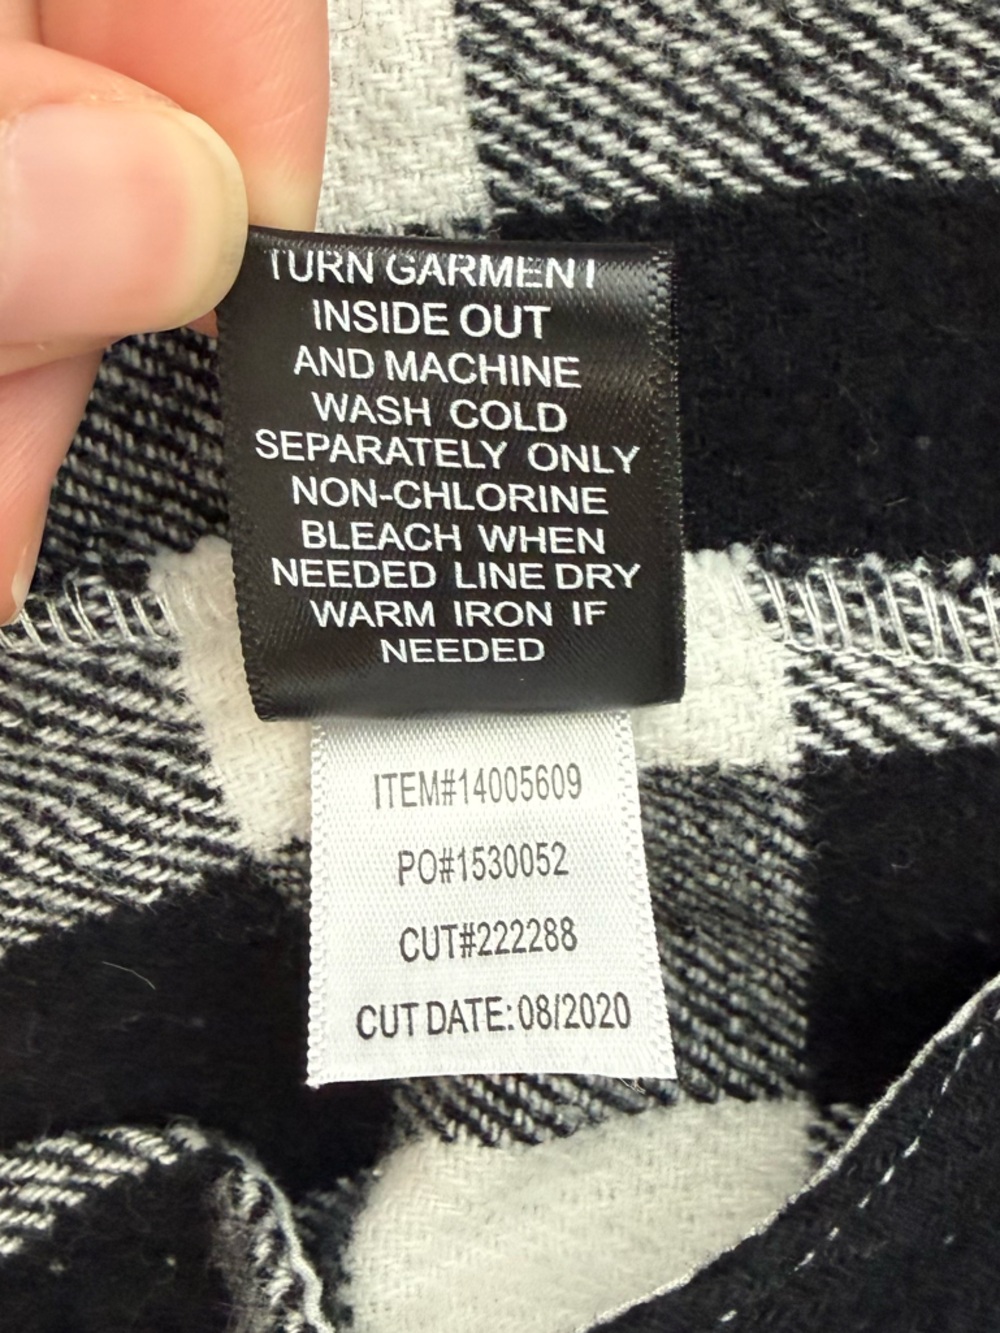 TURN GARMENT
INSIDE OUT
AND MACHINE
WASH COLD
SEPARATELY ONLY
NON-CHLORINE
BLEACH WHEN
NEEDED LINE DRY
WARM IRON IF
NEEDED
ITEM#14005609
PO#1530052
CUT#222288
CUT DATE:08/2020